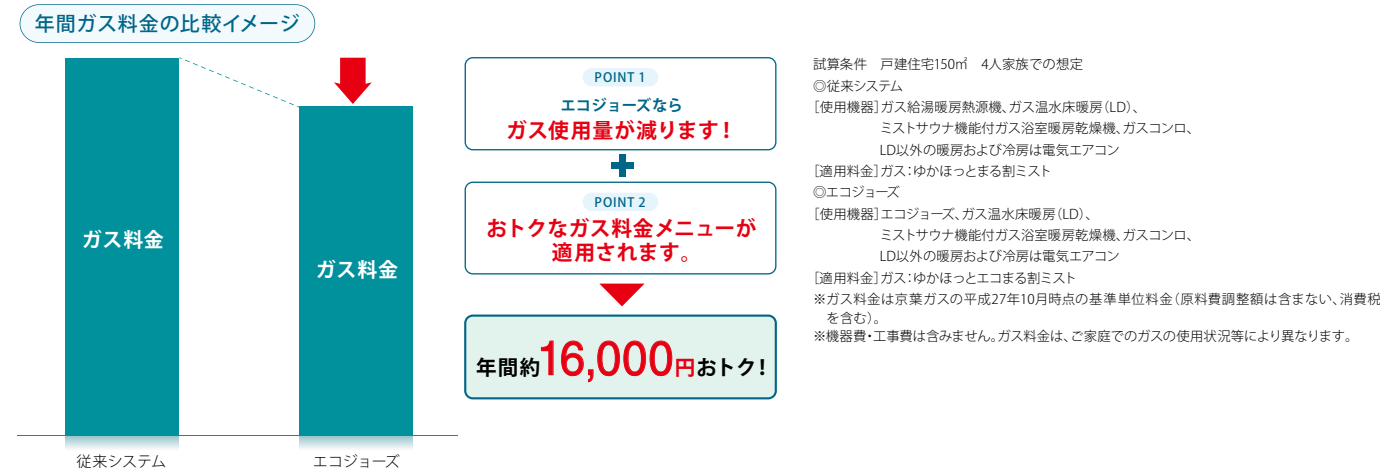 年間ガス料金の比較イメージ
ガス料金
ガス料金
従来システム
エコジョーズ
POINT 1
エコジョーズなら
ガス使用量が減ります！
+
POINT 2
おトクなガス料金メニューが
適用されます。
年間約16,000円おトク！
試算条件　戸建住宅150㎡　4人家族での想定
◎従来システム
［使用機器］ガス給湯暖房熱源機、ガス温水床暖房（LD）、
ミストサウナ機能付ガス浴室暖房乾燥機、ガスコンロ、
LD以外の暖房および冷房は電気エアコン
［適用料金］ガス：ゆかほっとまる割ミスト
◎エコジョーズ
［使用機器］エコジョーズ、ガス温水床暖房（LD）、
ミストサウナ機能付ガス浴室暖房乾燥機、ガスコンロ、
LD以外の暖房および冷房は電気エアコン
［適用料金］ガス：ゆかほっとエコまる割ミスト
※ガス料金は京葉ガスの平成27年10月時点の基準単位料金（原料費調整額は含まない、消費税
を含む）。
※機器費・工事費は含みません。ガス料金は、ご家庭でのガスの使用状況等により異なります。